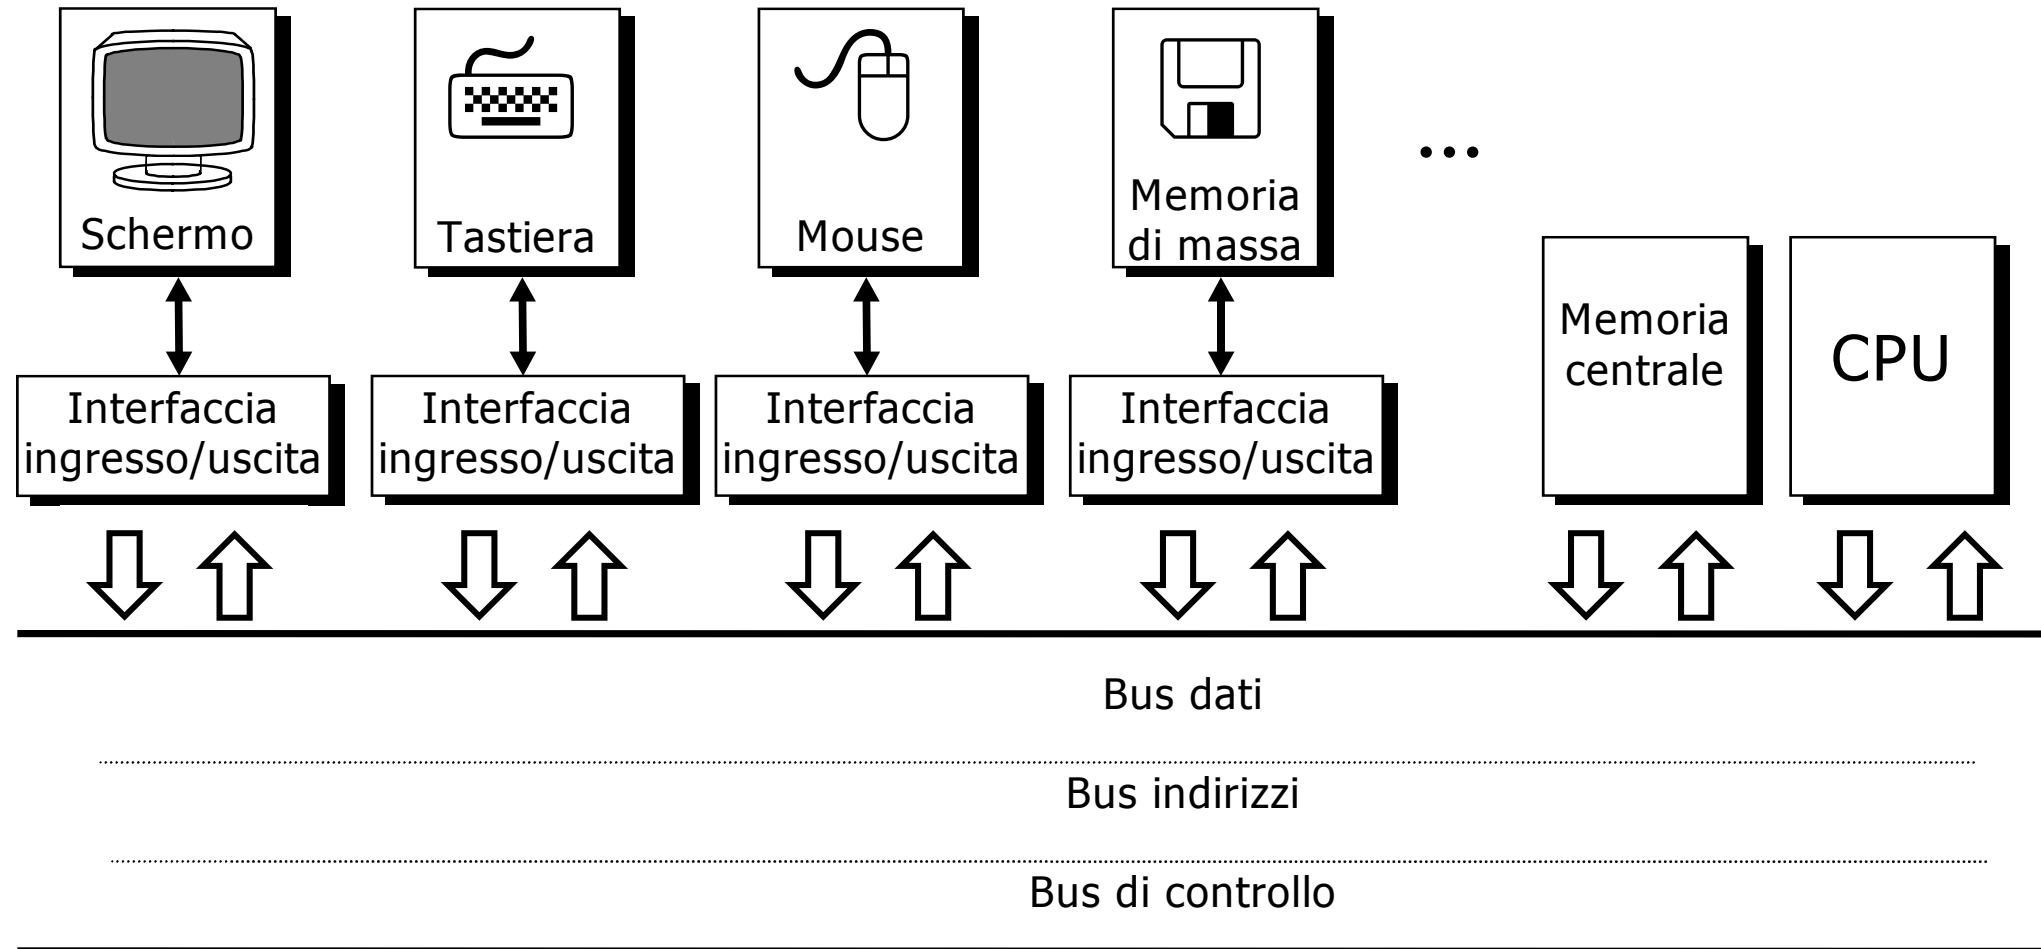 Schermo
Tastiera
Mouse
Memoria
di massa
...
Memoria
centrale
CPU
Interfaccia
ingresso/uscita
Interfaccia
ingresso/uscita
Interfaccia
ingresso/uscita
Interfaccia
ingresso/uscita
Bus dati
Bus indirizzi
Bus di controllo